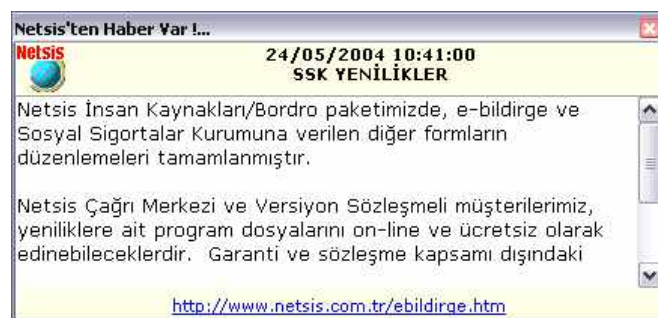 Netsis'ten Haber Var !...
Netsis
24/05/2004 10:41:00
SSK YENİLİKLER
Netsis İnsan Kaynakları/Bordro paketimizde, e-bildirge ve
Sosyal Sigortalar Kurumuna verilen diğer formların
düzenlemeleri tamamlanmıştır.
Netsis Çağrı Merkezi ve Versiyon Sözleşmeli müşterilerimiz,
yeniliklere ait program dosyalarını on-line ve ücretsiz olarak
edinebileceklerdir.  Garanti ve sözleşme kapsamı dışındaki
http://www.netsis.com.tr/ebildirge.htm